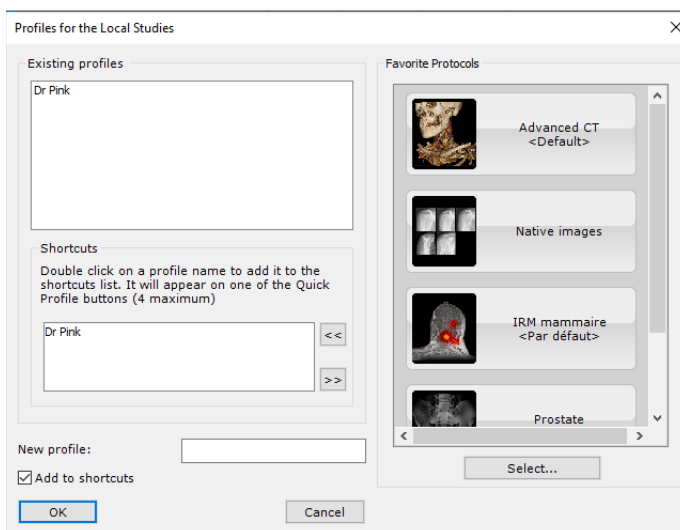 Profiles for the Local Studies
Existing profiles
Dr Pink
Shortcuts
Double click on a profile name to add it to the
shortcuts list. It will appear on one of the Quick
Profile buttons (4 maximum)
Dr Pink
<<
>>
New profile:
Add to shortcuts
OK
Cancel
Favorite Protocols
Advanced CT
<Default>
Native images
IRM mammaire
<Par défaut>
Prostate
Select...